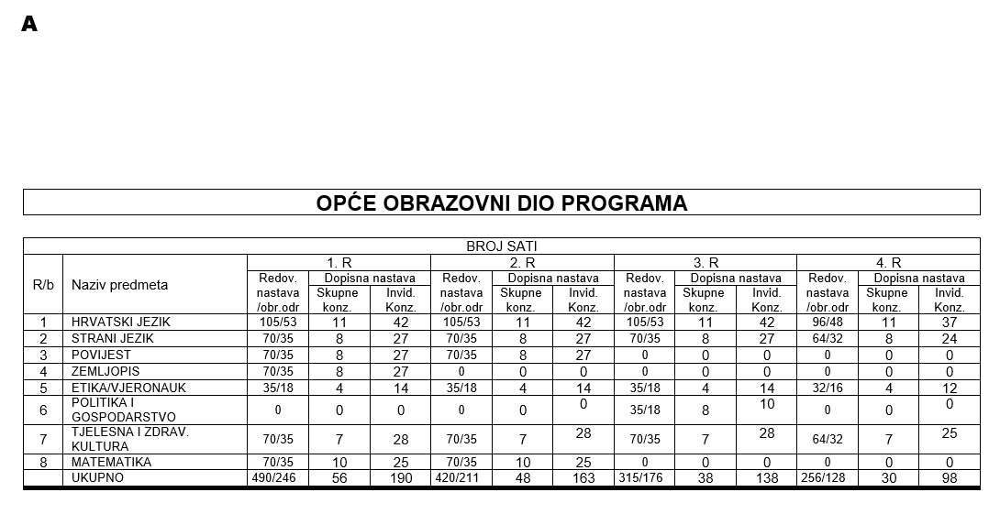 A
OPĆE OBRAZOVNI DIO PROGRAMA
BROJ SATI
R/b Naziv predmeta 1. R 2. R 3. R 4. R
Redov. nastava /obr.odr Dopisna nastava Redov. nastava /obr.odr Dopisna nastava Redov. nastava /obr.odr Dopisna nastava Redov. nastava /obr.odr Dopisna nastava
Skupne konz. Invid. Konz. Skupne konz. Invid. Konz. Skupne konz. Invid. Konz. Skupne konz. Invid. Konz.
1 HRVATSKI JEZIK 105/53 11 42 105/53 11 42 105/53 11 42 96/48 11 37
2 STRANI JEZIK 70/35 8 27 70/35 8 27 70/35 8 27 64/32 8 24
3 POVIJEST 70/35 8 27 70/35 8 27 0 0 0 0 0 0
4 ZEMLJOPIS 70/35 8 27 0 0 0 0 0 0 0 0 0
5 ETIKA/VJERONAUK 35/18 4 14 35/18 4 14 35/18 4 14 32/16 4 12
6 POLITIKA I GOSPODARSTVO 0 0 0 0 0 0 35/18 8 10 0 0 0
7 TJELESNA I ZDRAV. KULTURA 70/35 7 28 70/35 7 28 70/35 7 28 64/32 7 25
8 MATEMATIKA 70/35 10 25 70/35 10 25 0 0 0 0 0 0
UKUPNO 490/246 56 190 420/211 48 163 315/176 38 138 256/128 30 98